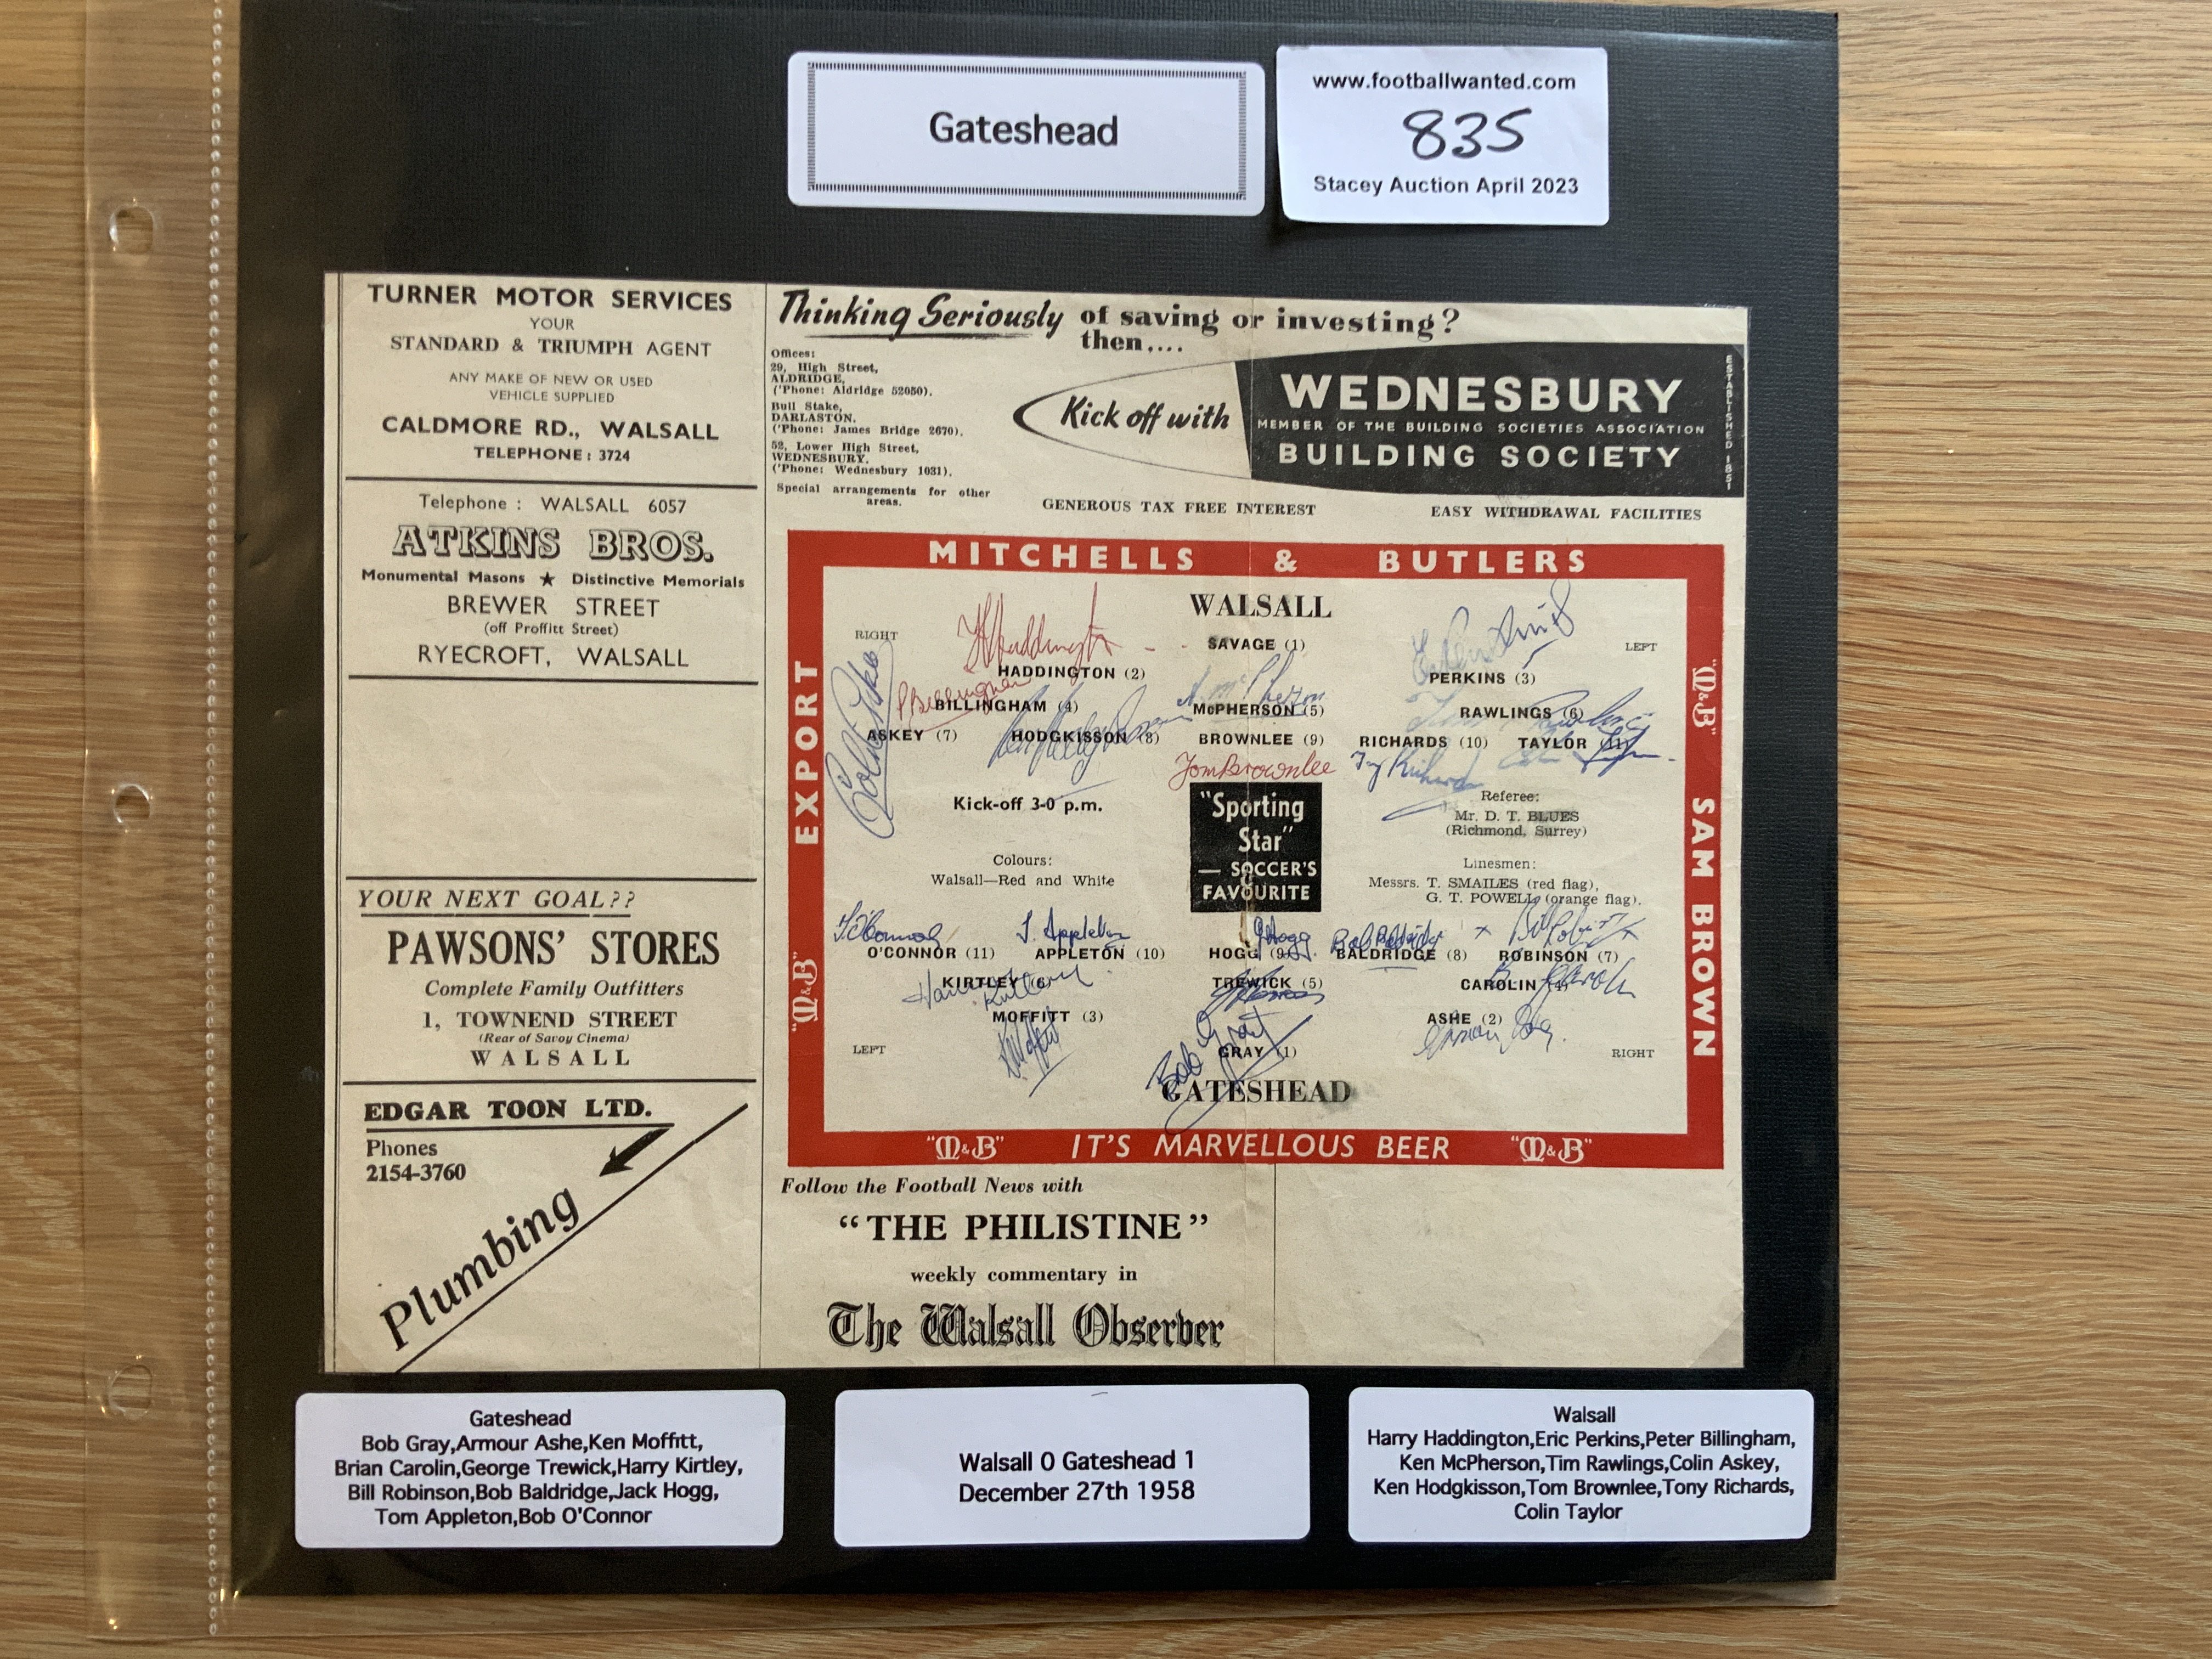 Gateshead
www.footballwanted.com
835
Stacey Auction April 2023
TURNER MOTOR SERVICES
YOUR
STANDARD & TRIUMPH AGENT
ANY MAKE OF NEW OR USED
VEHICLE SUPPLIED
CALDMORE RD., WALSALL
TELEPHONE: 3724
Telephone : WALSALL 6057
ATKINS BROS.
Monumental Masons ★ Distinctive Memorials
BREWER STREET
(off Proffitt Street)
RYECROFT, WALSALL
YOUR NEXT GOAL??
PAWSONS' STORES
Complete Family Outfitters
1, TOWNEND STREET
(Rear of Savoy Cinema)
WALSALL
EDGAR TOON LTD.
Phones
2154-3760
Plumbing
Thinking Seriously of saving or investing?
then....
Offices:
29, High Street,
ALDRIDGE,
('Phone: Aldridge 52050).
Bull Stake,
DARLASTON.
('Phone: James Bridge 2670).
52, Lower High Street,
WEDNESBURY.
('Phone: Wednesbury 1031).
Special arrangements for other
areas.
Kick off with
WEDNESBURY
MEMBER OF THE BUILDING SOCIETIES ASSOCIATION
BUILDING SOCIETY
ESTABLISHED 1851
GENEROUS TAX FREE INTEREST
EASY WITHDRAWAL FACILITIES
MITCHELLS & BUTLERS
EXPORT
"M&B"
"M&B"
SAM BROWN
WALSALL
RIGHT
H Haddington
SAVAGE (1)
LEFT
HADDINGTON (2)
PERKINS (3)
P Billingham
BILLINGHAM (4)
McPHERSON (5)
RAWLINGS (6)
ASKEY (7) HODGKISSON (8) BROWNLEE (9) RICHARDS (10) TAYLOR (11)
Tom Brownlee
Tony Richards
Kick-off 3-0 p.m.
"Sporting
Star"
— SOCCER'S
FAVOURITE
Referee:
Mr. D. T. BLUES
(Richmond, Surrey)
Colours:
Walsall—Red and White
Linesmen:
Messrs. T. SMAILES (red flag),
G. T. POWELL (orange flag).
T. Appleton
J Hogg
Bob Baldridge
Bill Robinson
O'CONNOR (11) APPLETON (10) HOGG (9) BALDRIDGE (8) ROBINSON (7)
KIRTLEY (6) TREWICK (5) CAROLIN (4)
MOFFITT (3) ASHE (2)
Bob Gray
LEFT
GRAY (1)
RIGHT
GATESHEAD
"M&B" IT'S MARVELLOUS BEER "M&B"
Follow the Football News with
"THE PHILISTINE"
weekly commentary in
The Walsall Observer
Gateshead
Bob Gray,Armour Ashe,Ken Moffitt,
Brian Carolin,George Trewick,Harry Kirtley,
Bill Robinson,Bob Baldridge,Jack Hogg,
Tom Appleton,Bob O'Connor
Walsall 0 Gateshead 1
December 27th 1958
Walsall
Harry Haddington,Eric Perkins,Peter Billingham,
Ken McPherson,Tim Rawlings,Colin Askey,
Ken Hodgkisson,Tom Brownlee,Tony Richards,
Colin Taylor